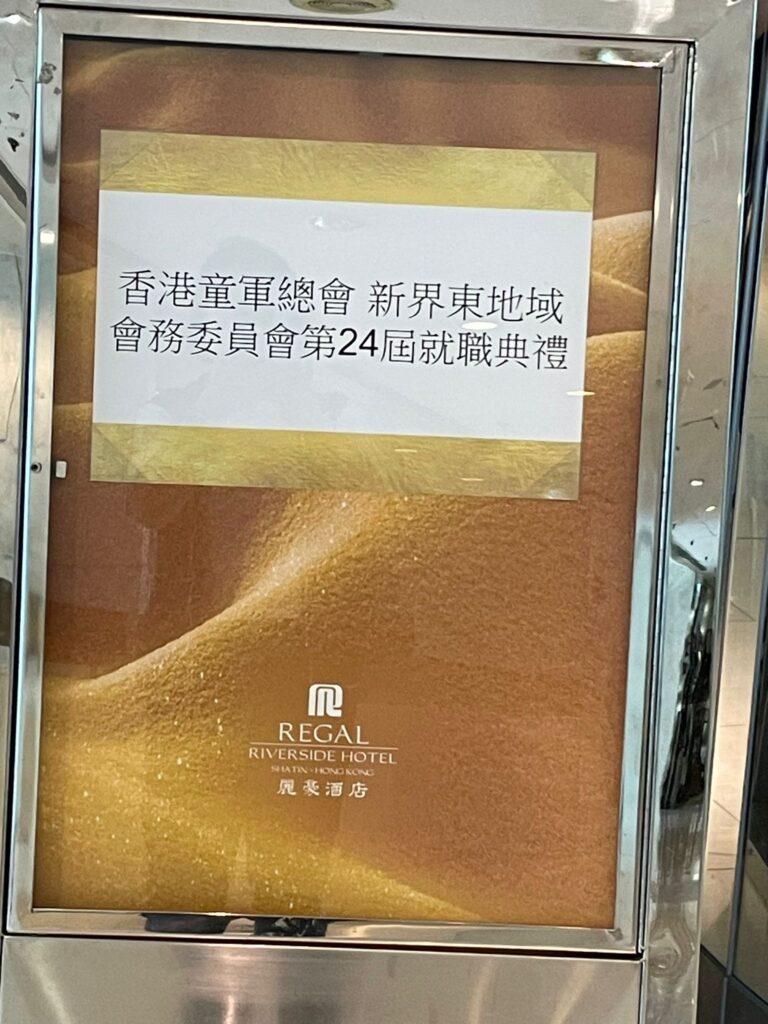 香港童軍總會 新界東地域
會務委員會第24屆就職典禮
REGAL
RIVERSIDE HOTEL
SHATIN · HONG KONG
麗豪酒店